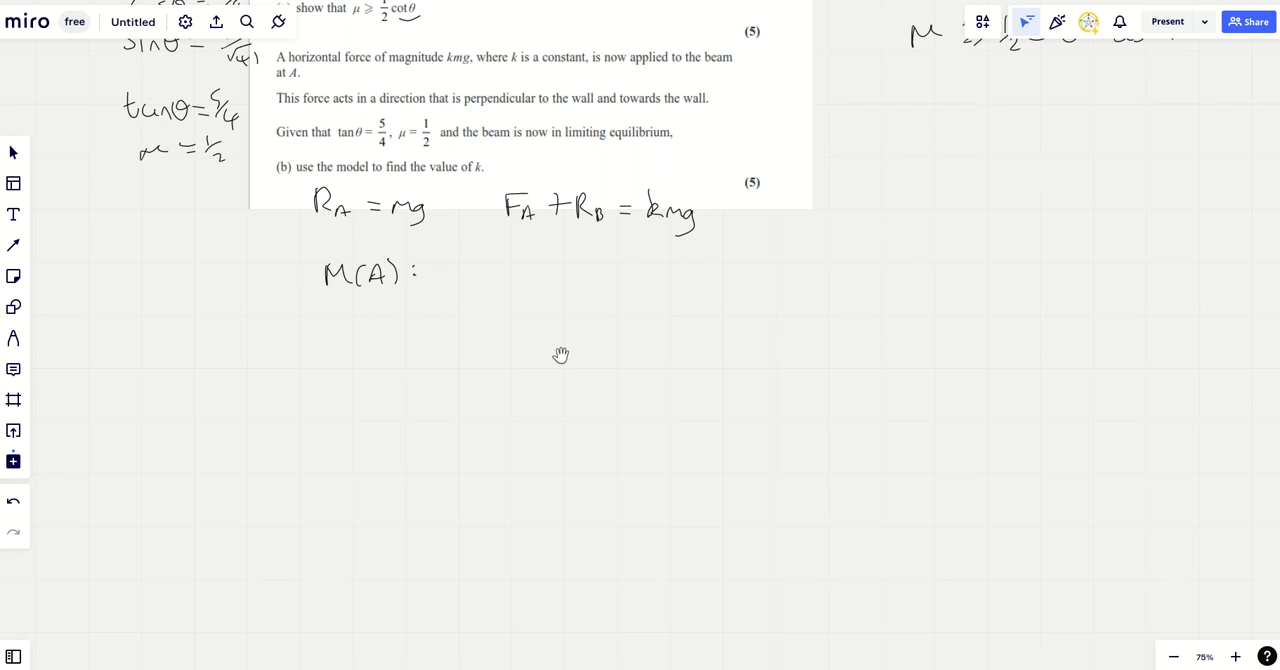 miro free Untitled
Present Share
show that μ ⩾ 1/2 cotθ
(5)
A horizontal force of magnitude kmg, where k is a constant, is now applied to the beam
at A.
This force acts in a direction that is perpendicular to the wall and towards the wall.
Given that tanθ = 5/4, μ = 1/2 and the beam is now in limiting equilibrium,
(b) use the model to find the value of k.
(5)
tanθ = 5/4
μ = 1/2
R_A = mg F_A + R_B = kmg
M(A) :
75%